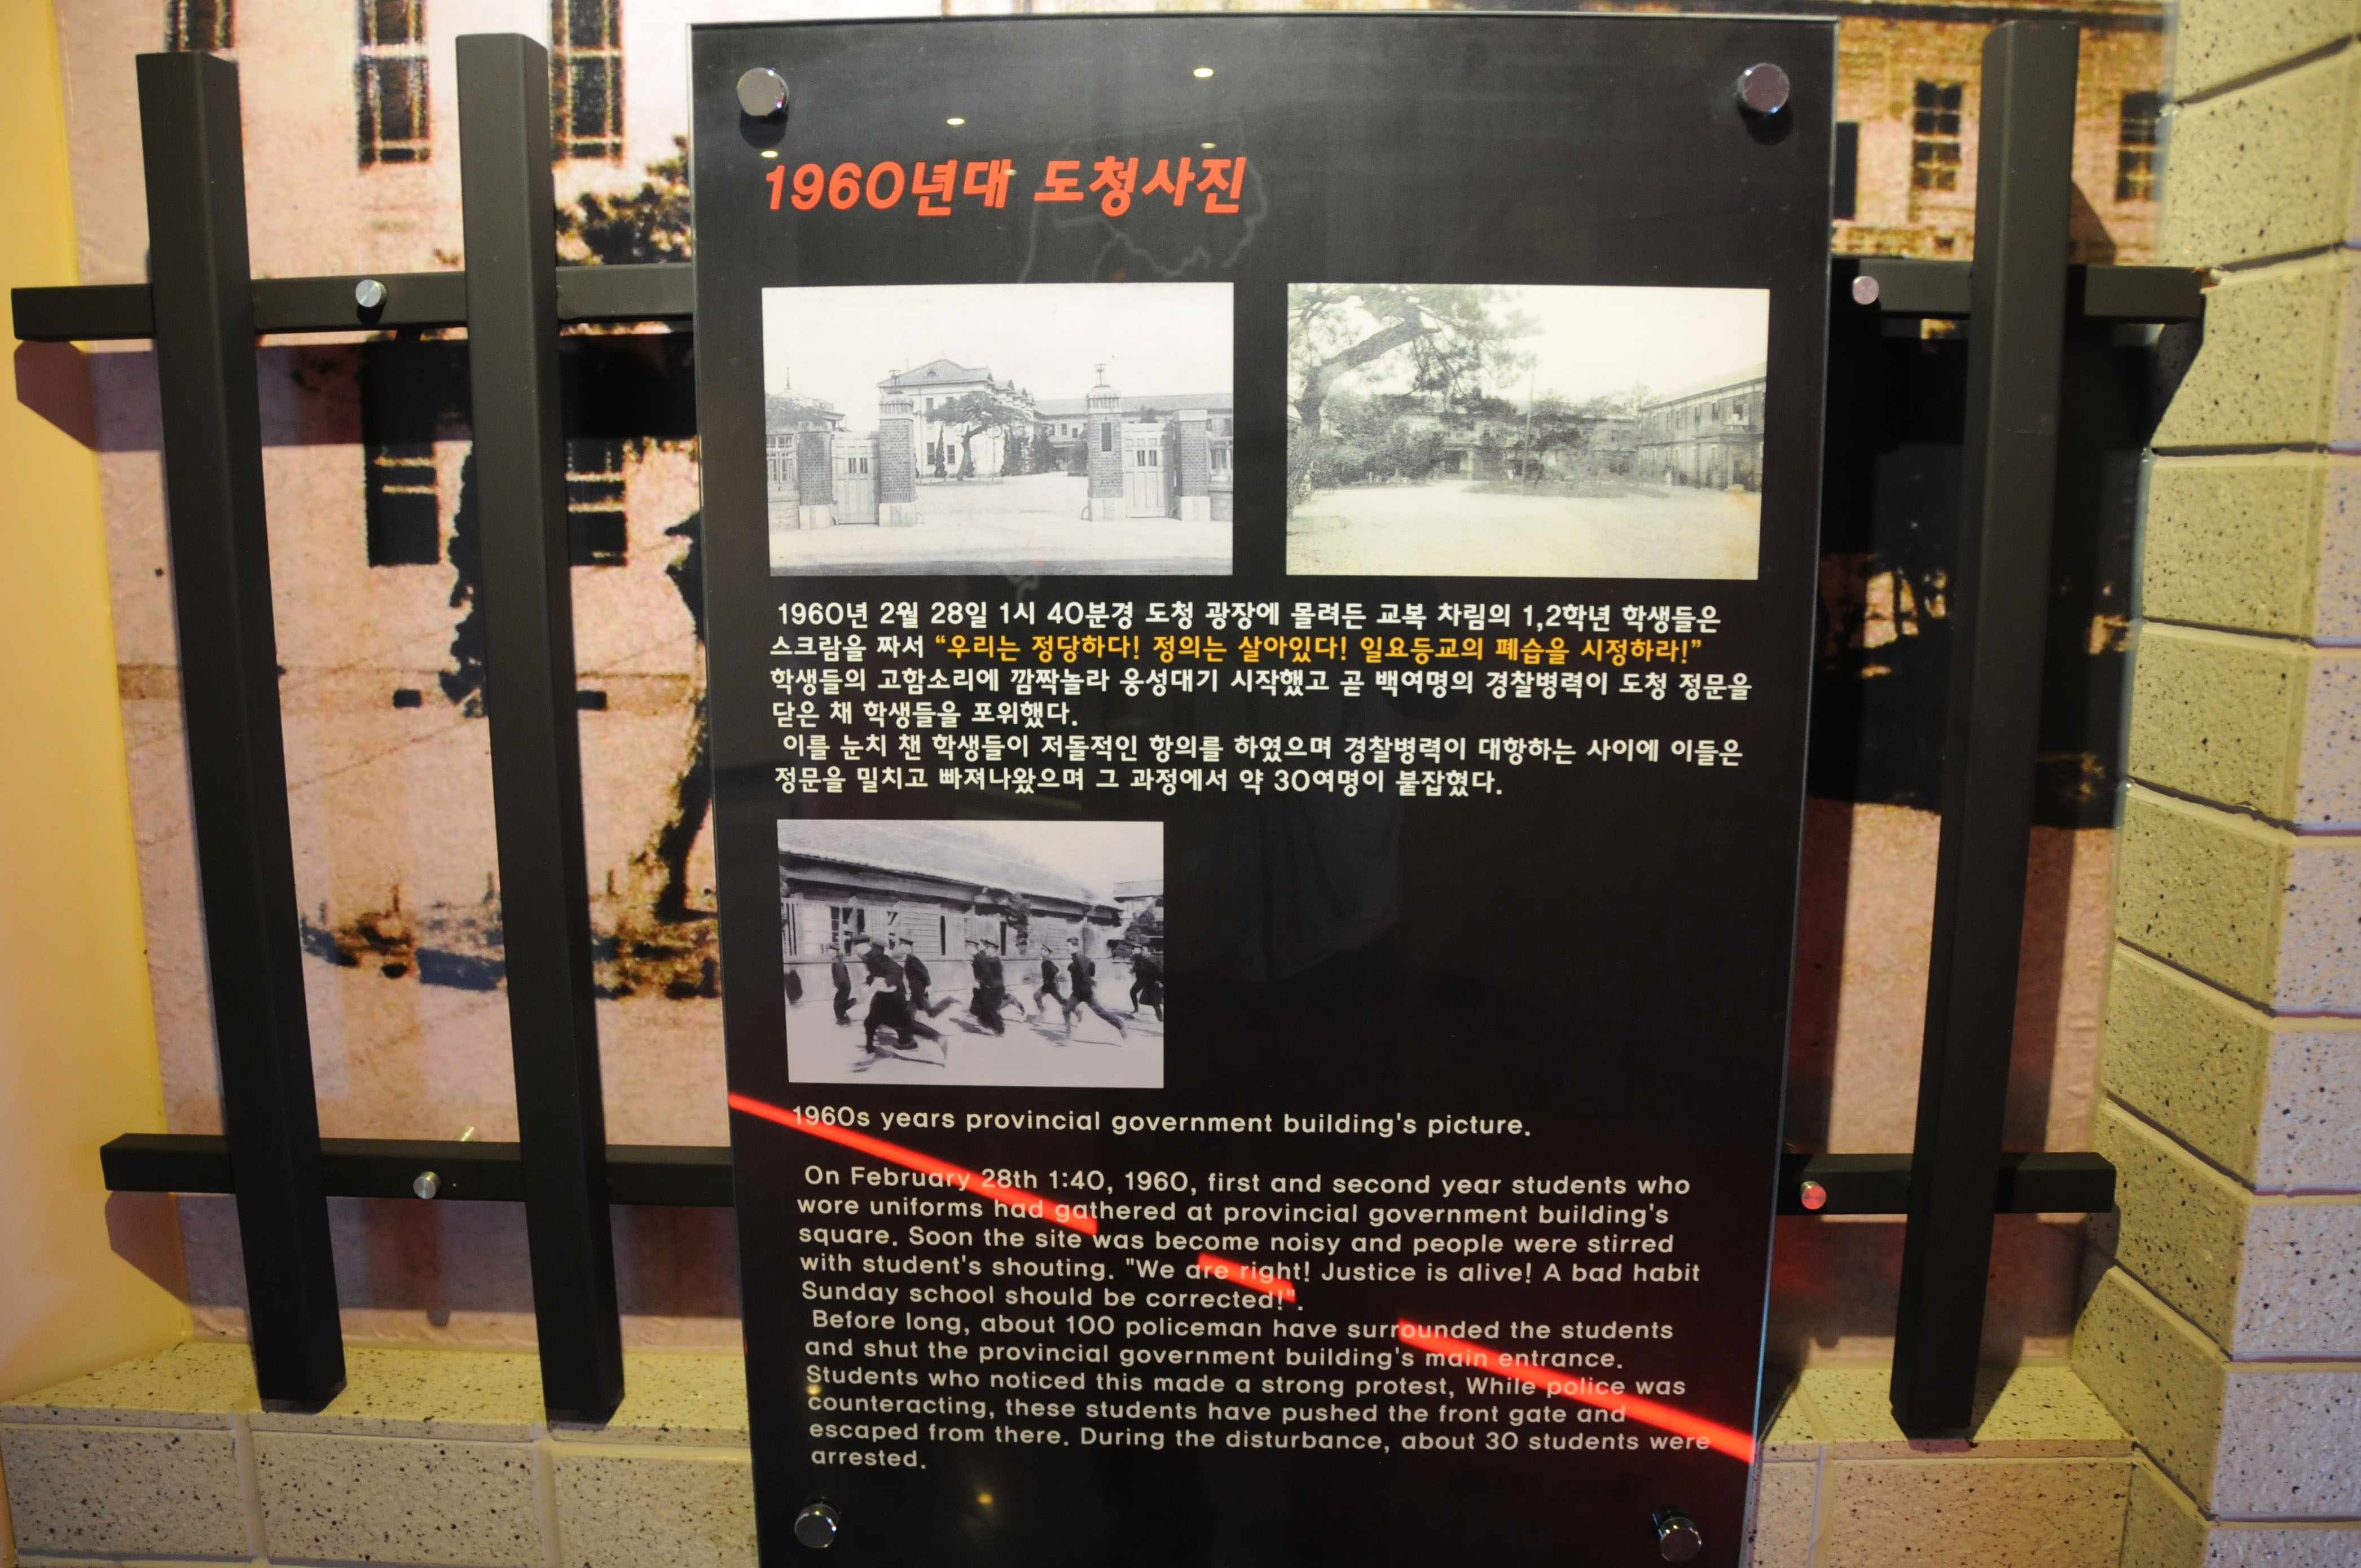 1960년대 도청사진
1960년 2월 28일 1시 40분경 도청 광장에 몰려든 교복 차림의 1,2학년 학생들은
스크람을 짜서 “우리는 정당하다! 정의는 살아있다! 일요등교의 폐습을 시정하라!”
학생들의 고함소리에 깜짝놀라 웅성대기 시작했고 곧 백여명의 경찰병력이 도청 정문을
닫은 채 학생들을 포위했다.
이를 눈치 챈 학생들이 저돌적인 항의를 하였으며 경찰병력이 대항하는 사이에 이들은
정문을 밀치고 빠져나왔으며 그 과정에서 약 30여명이 붙잡혔다.
1960s years provincial government building's picture.
On February 28th 1:40, 1960, first and second year students who
wore uniforms had gathered at provincial government building's
square. Soon the site was become noisy and people were stirred
with student's shouting. "We are right! Justice is alive! A bad habit
Sunday school should be corrected!".
Before long, about 100 policeman have surrounded the students
and shut the provincial government building's main entrance.
Students who noticed this made a strong protest, While police was
counteracting, these students have pushed the front gate and
escaped from there. During the disturbance, about 30 students were
arrested.